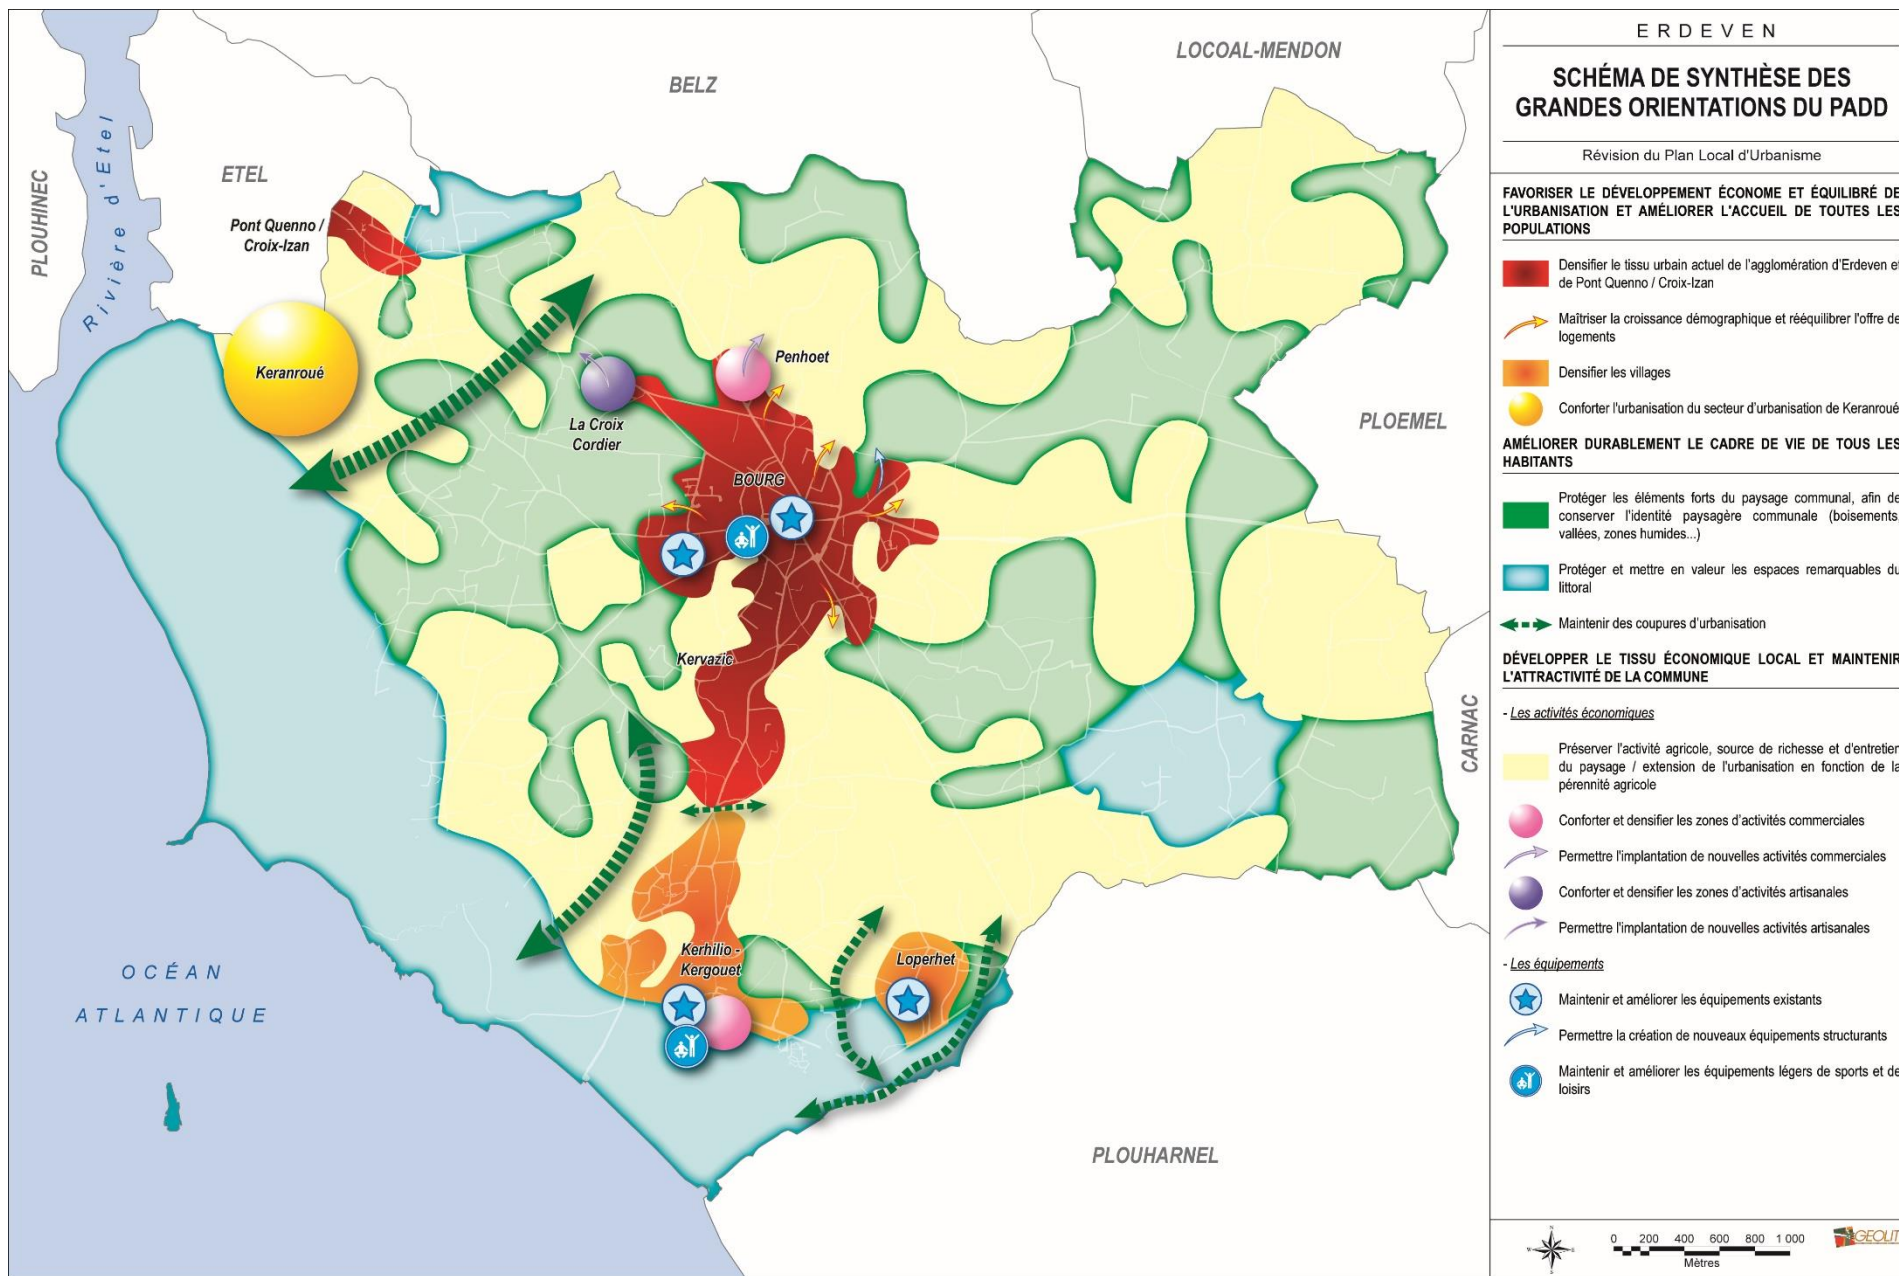 LOCOAL-MENDON
BELZ
ETEL
PLOUHINEC
Rivière d'Etel
Pont Quenno /
Croix-Izan
Keranroué
Penhoet
La Croix
Cordier
BOURG
PLOEMEL
Kervazic
CARNAC
Kerhilio -
Kergouet
Loperhet
OCÉAN
ATLANTIQUE
PLOUHARNEL
ERDEVEN
SCHÉMA DE SYNTHÈSE DES
GRANDES ORIENTATIONS DU PADD
Révision du Plan Local d'Urbanisme
FAVORISER LE DÉVELOPPEMENT ÉCONOME ET ÉQUILIBRÉ DE
L'URBANISATION ET AMÉLIORER L'ACCUEIL DE TOUTES LES
POPULATIONS
Densifier le tissu urbain actuel de l'agglomération d'Erdeven et
de Pont Quenno / Croix-Izan
Maîtriser la croissance démographique et rééquilibrer l'offre de
logements
Densifier les villages
Conforter l'urbanisation du secteur d'urbanisation de Keranroué
AMÉLIORER DURABLEMENT LE CADRE DE VIE DE TOUS LES
HABITANTS
Protéger les éléments forts du paysage communal, afin de
conserver l'identité paysagère communale (boisements,
vallées, zones humides...)
Protéger et mettre en valeur les espaces remarquables du
littoral
Maintenir des coupures d'urbanisation
DÉVELOPPER LE TISSU ÉCONOMIQUE LOCAL ET MAINTENIR
L'ATTRACTIVITÉ DE LA COMMUNE
- Les activités économiques
Préserver l'activité agricole, source de richesse et d'entretien
du paysage / extension de l'urbanisation en fonction de la
pérennité agricole
Conforter et densifier les zones d'activités commerciales
Permettre l'implantation de nouvelles activités commerciales
Conforter et densifier les zones d'activités artisanales
Permettre l'implantation de nouvelles activités artisanales
- Les équipements
Maintenir et améliorer les équipements existants
Permettre la création de nouveaux équipements structurants
Maintenir et améliorer les équipements légers de sports et de
loisirs
0 200 400 600 800 1 000
Mètres
GEOLIT